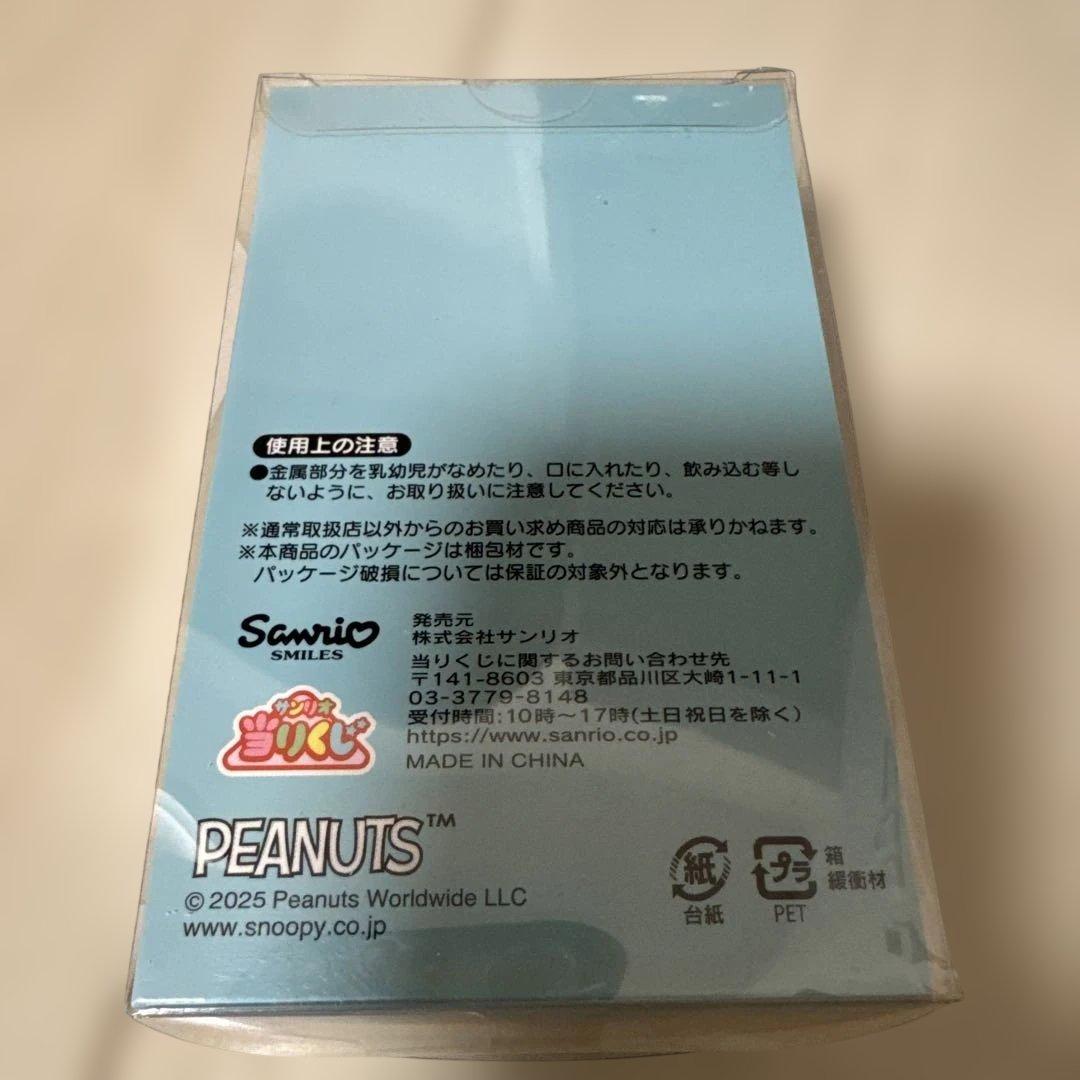 使用上の注意
●金属部分を乳幼児がなめたり、口に入れたり、飲み込む等し
ないように、お取り扱いに注意してください。
※通常取扱店以外からのお買い求め商品の対応は承りかねます。
※本商品のパッケージは梱包材です。
パッケージ破損については保証の対象外となります。
Sanrio
SMILES
サンリオ
当りくじ
発売元
株式会社サンリオ
当りくじに関するお問い合わせ先
〒141-8603 東京都品川区大崎1-11-1
03-3779-8148
受付時間:10時〜17時(土日祝日を除く)
https://www.sanrio.co.jp
MADE IN CHINA
PEANUTS™
© 2025 Peanuts Worldwide LLC
www.snoopy.co.jp
紙
台紙
プラ
PET
箱
緩衝材